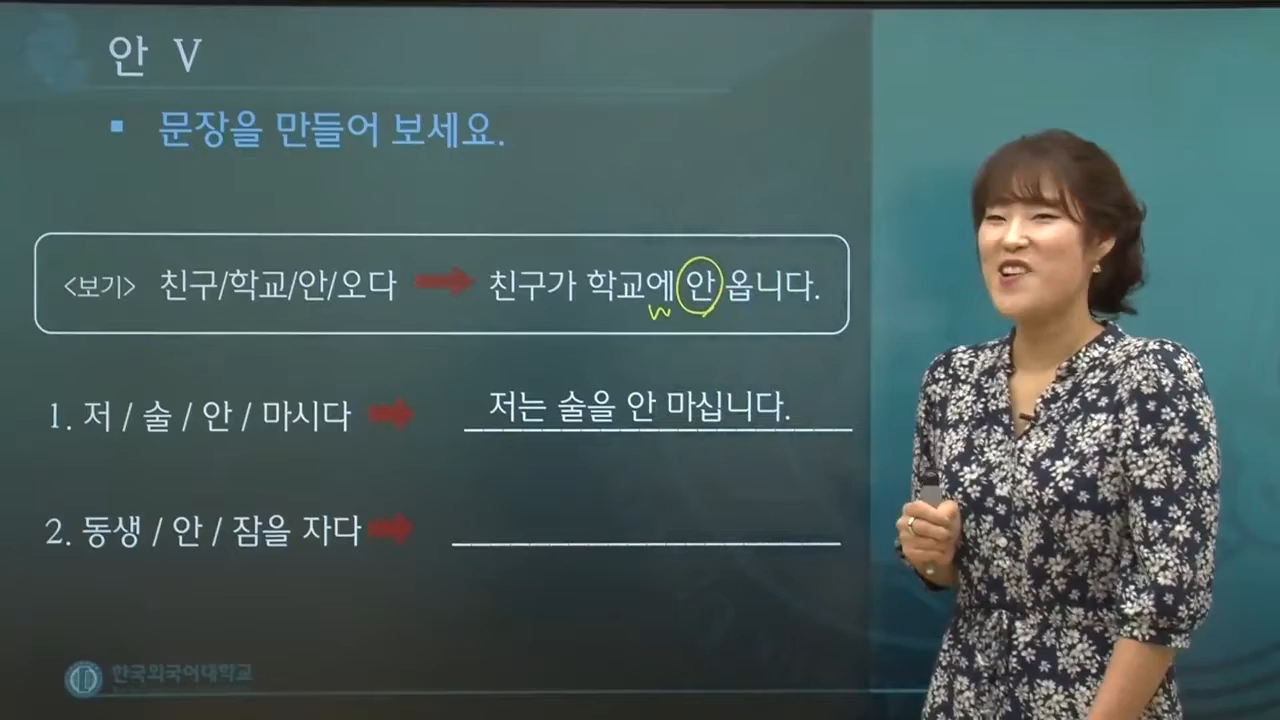 안 V
▪ 문장을 만들어 보세요.
<보기> 친구/학교/안/오다 친구가 학교에 안 옵니다.
1. 저 / 술 / 안 / 마시다 저는 술을 안 마십니다.
2. 동생 / 안 / 잠을 자다
한국외국어대학교